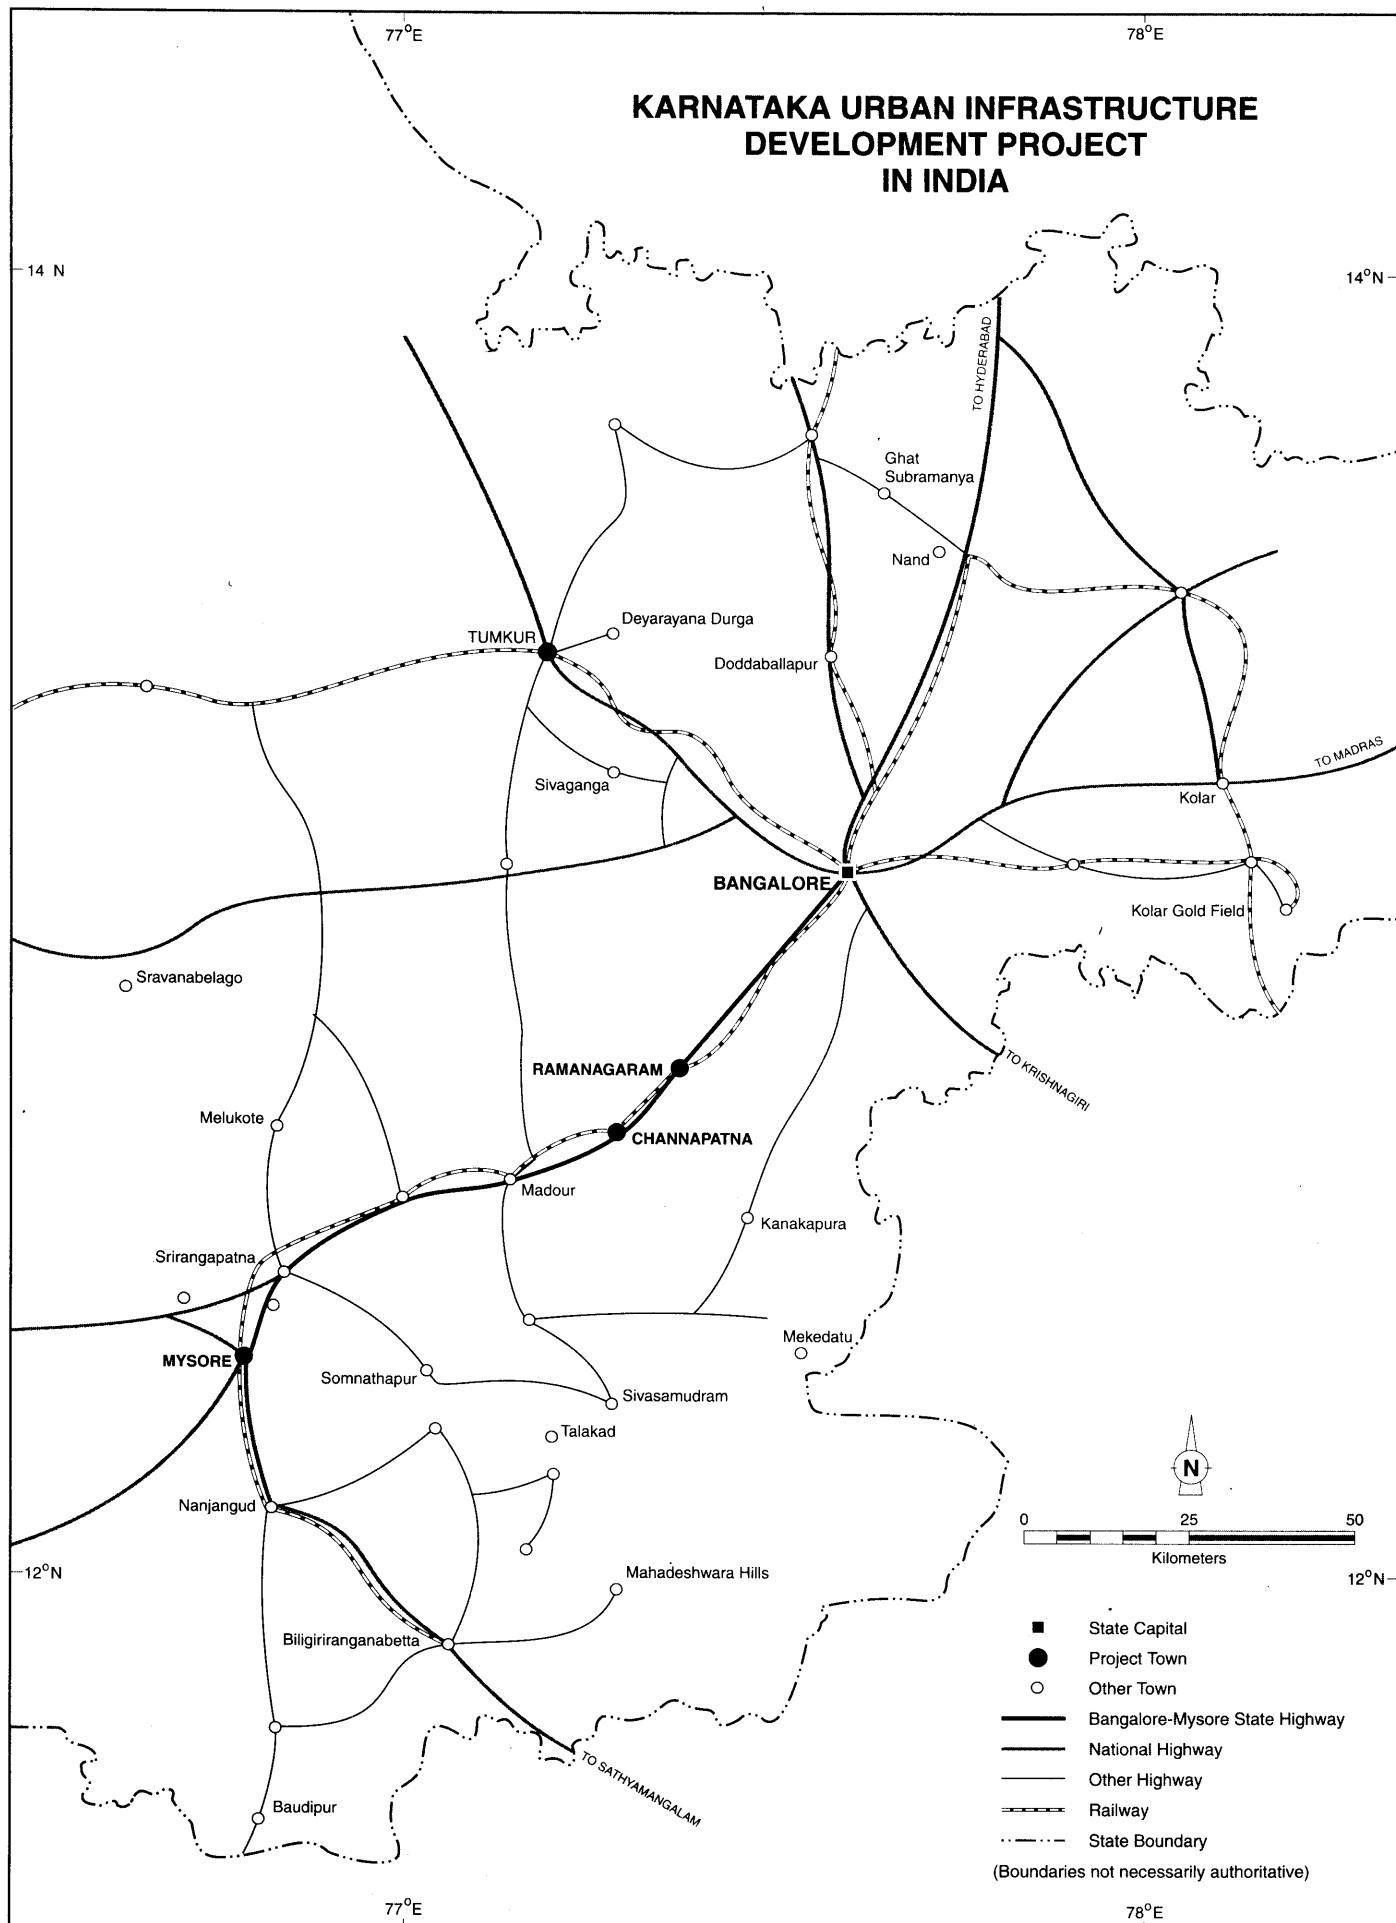 77°E
78°E
KARNATAKA URBAN INFRASTRUCTURE
DEVELOPMENT PROJECT
IN INDIA
14 N
14°N
TO HYDERABAD
Ghat
Subramanya
Nand
Deyarayana Durga
TUMKUR
Doddaballapur
TO MADRAS
Sivaganga
Kolar
BANGALORE
Kolar Gold Field
Sravanabelago
RAMANAGARAM
TO KRISHNAGIRI
Melukote
CHANNAPATNA
Madour
Kanakapura
Srirangapatna
Mekedatu
MYSORE
Somnathapur
Sivasamudram
Talakad
N
Nanjangud
0 25 50
Kilometers
12°N
Mahadeshwara Hills
12°N
State Capital
Biligiriranganabetta
Project Town
Other Town
Bangalore-Mysore State Highway
National Highway
TO SATHYAMANGALAM
Other Highway
Baudipur
Railway
State Boundary
(Boundaries not necessarily authoritative)
77°E
78°E